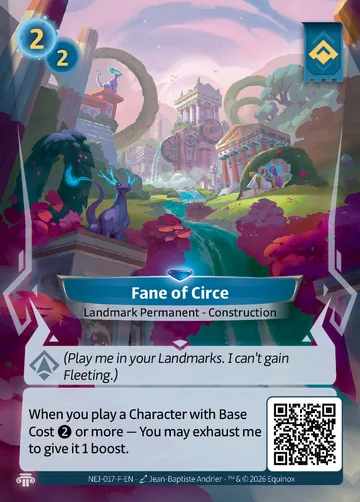 2
2
Fane of Circe
Landmark Permanent - Construction
(Play me in your Landmarks. I can't gain
Fleeting.)
When you play a Character with Base
Cost 2 or more — You may exhaust me
to give it 1 boost.
NEJ-017-F-EN - Jean-Baptiste Andrier - ™ & © 2026 Equinox